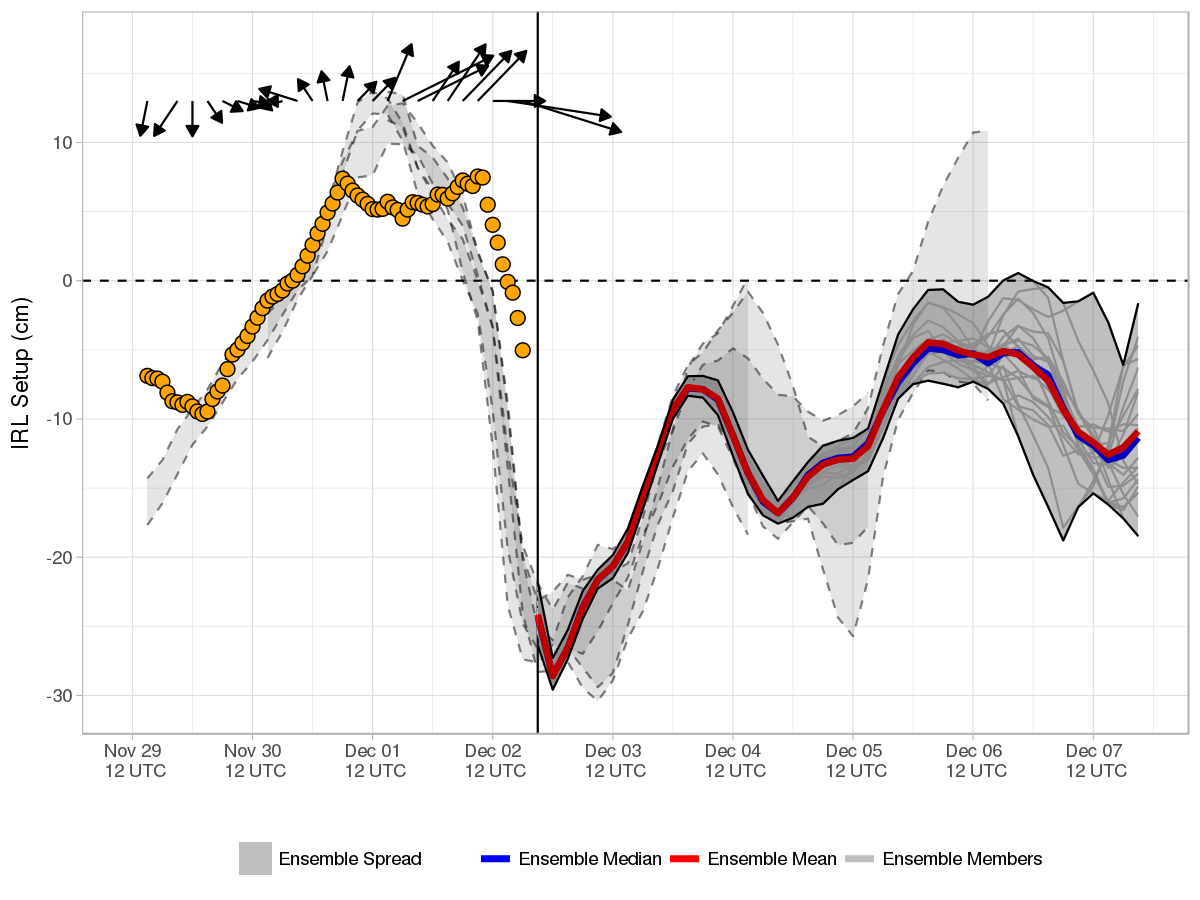 IRL Setup (cm)
10
0
-10
-20
-30
Nov 29 Nov 30 Dec 01 Dec 02 Dec 03 Dec 04 Dec 05 Dec 06 Dec 07
12 UTC 12 UTC 12 UTC 12 UTC 12 UTC 12 UTC 12 UTC 12 UTC 12 UTC
Ensemble Spread Ensemble Median Ensemble Mean Ensemble Members